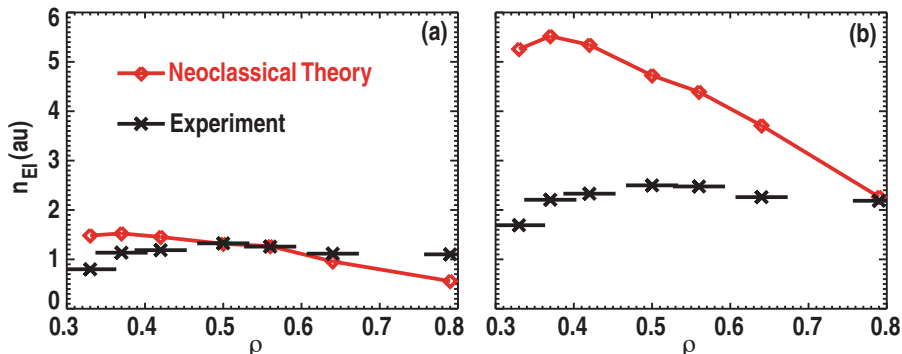 (a)
(b)
Neoclassical Theory
Experiment
n_EI (au)
6
5
4
3
2
1
0
0.3 0.4 0.5 0.6 0.7 0.8
0.3 0.4 0.5 0.6 0.7 0.8
ρ
ρ